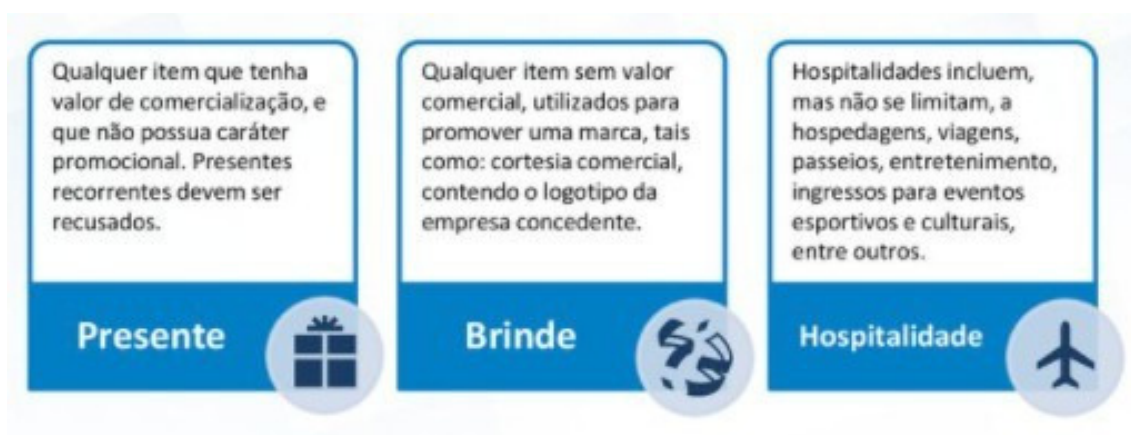 Qualquer item que tenha
valor de comercialização, e
que não possua caráter
promocional. Presentes
recorrentes devem ser
recusados.
Presente
Qualquer item sem valor
comercial, utilizados para
promover uma marca, tais
como: cortesia comercial,
contendo o logotipo da
empresa concedente.
Brinde
Hospitalidades incluem,
mas não se limitam, a
hospedagens, viagens,
passeios, entretenimento,
ingressos para eventos
esportivos e culturais,
entre outros.
Hospitalidade